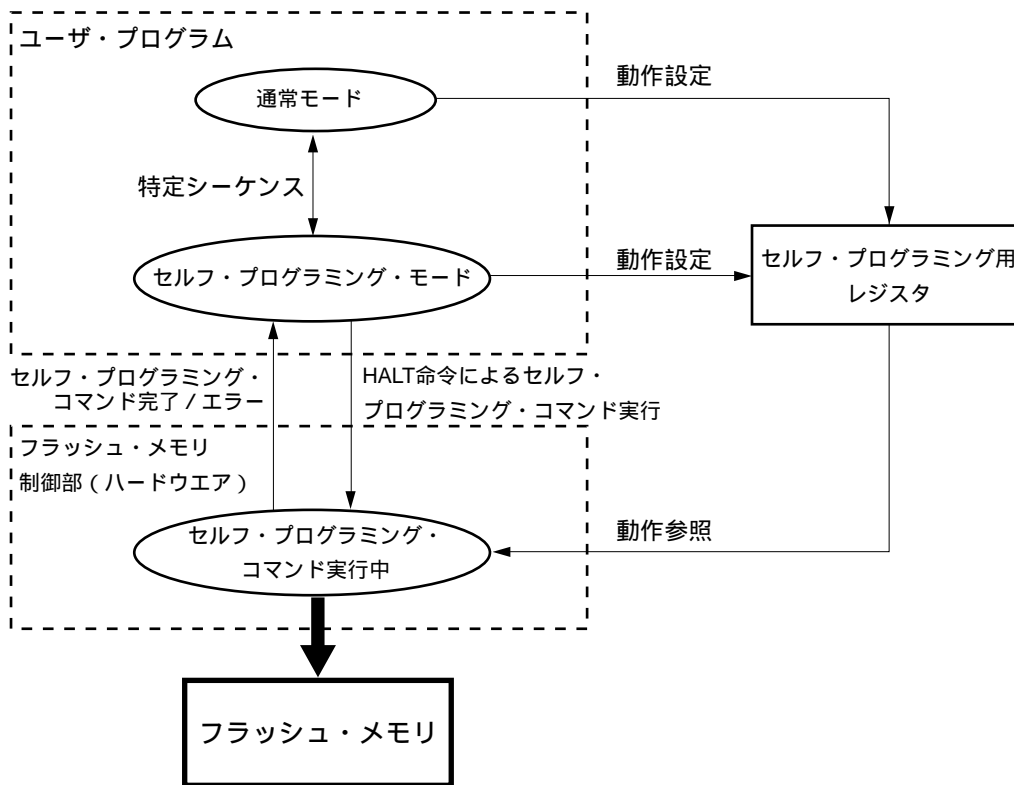 ユーザ・プログラム
通常モード
動作設定
特定シーケンス
セルフ・プログラミング・モード
動作設定
セルフ・プログラミング用
レジスタ
セルフ・プログラミング・
コマンド完了 / エラー
HALT命令によるセルフ・
プログラミング・コマンド実行
フラッシュ・メモリ
制御部（ハードウエア）
セルフ・プログラミング・
コマンド実行中
動作参照
フラッシュ・メモリ